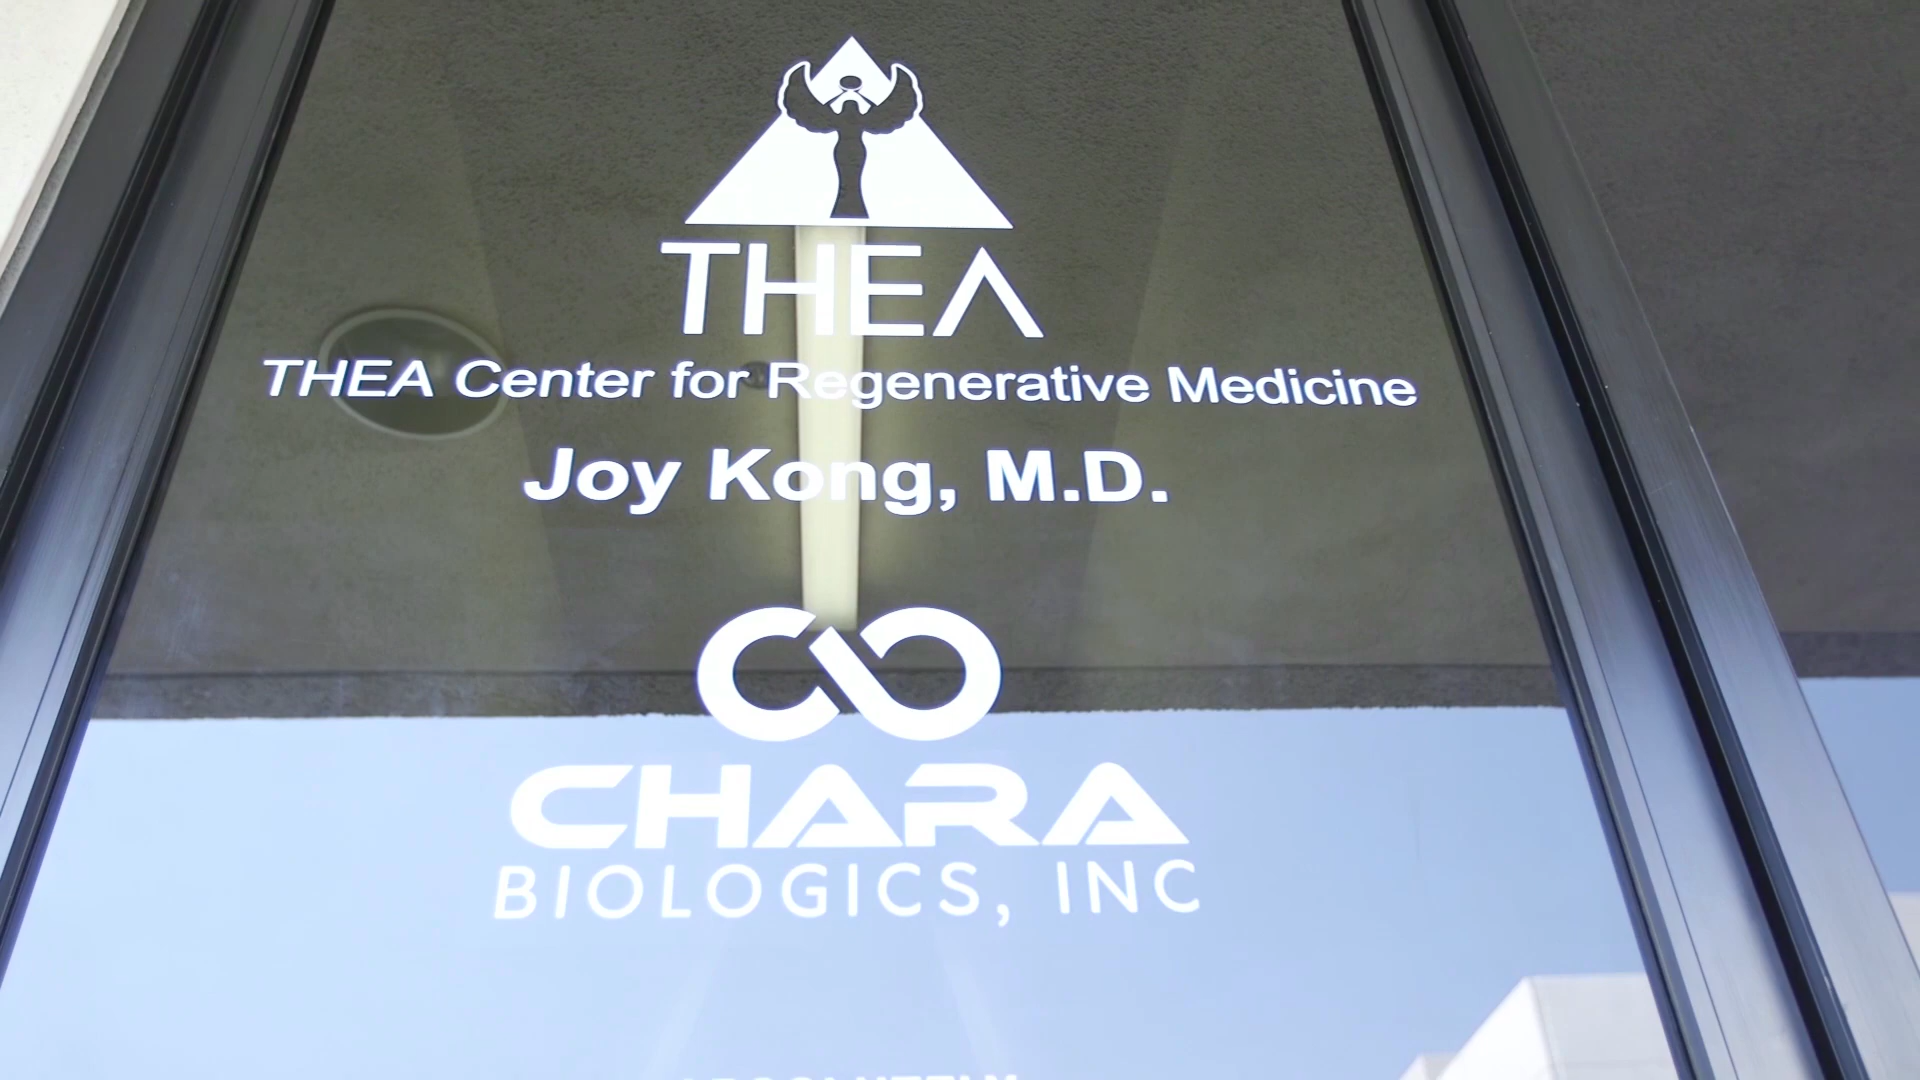 THEA
THEA Center for Regenerative Medicine
Joy Kong, M.D.
CHARA
BIOLOGICS, INC